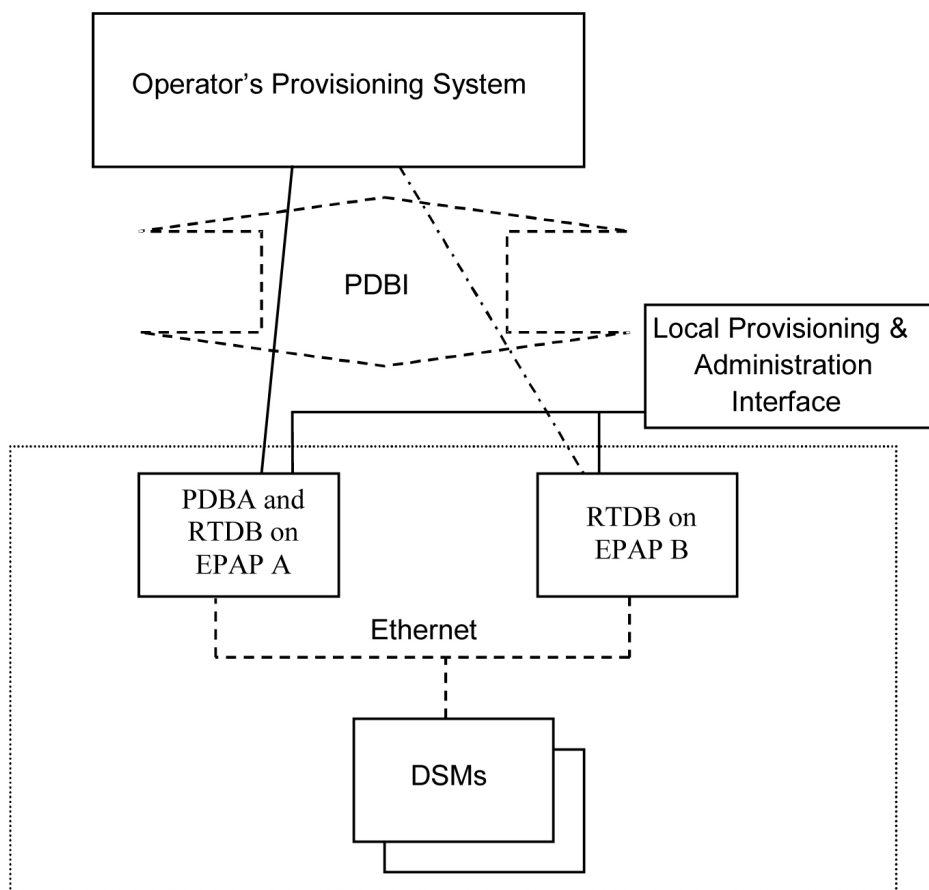 Operator’s Provisioning System
PDBI
Local Provisioning &
Administration
Interface
PDBA and
RTDB on
EPAP A
RTDB on
EPAP B
Ethernet
DSMs